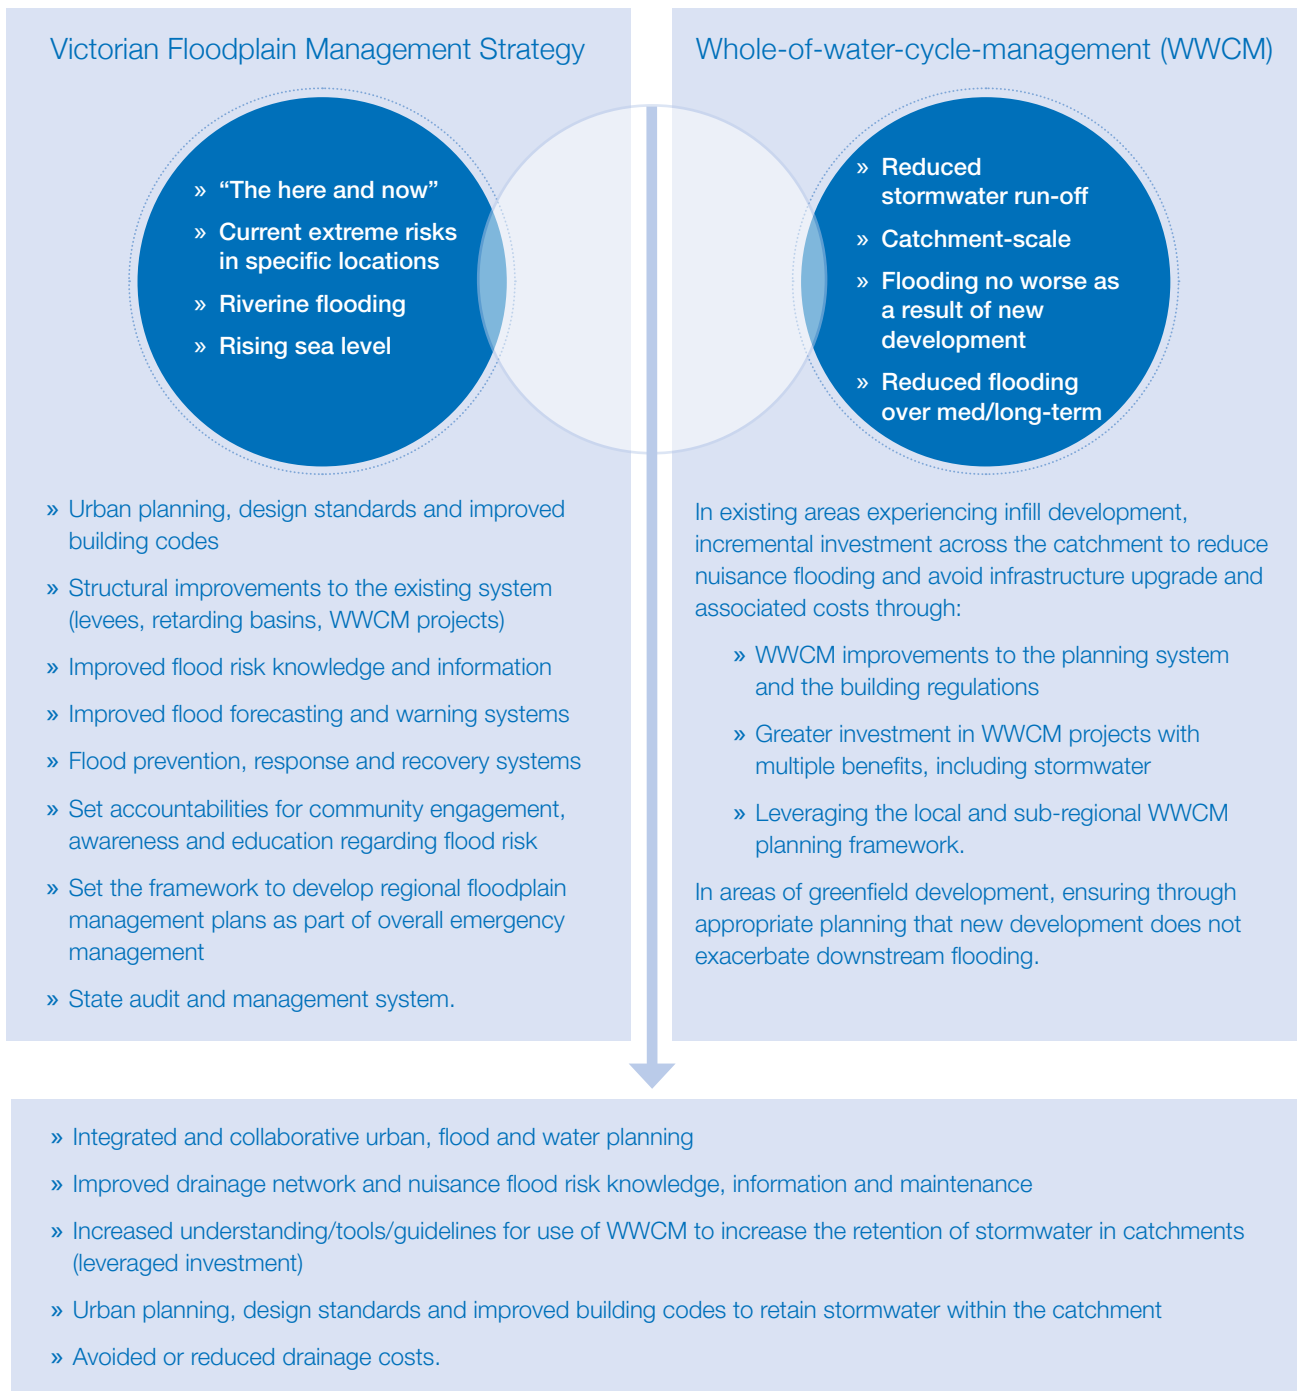 Victorian Floodplain Management Strategy
» “The here and now”
» Current extreme risks
in specific locations
» Riverine flooding
» Rising sea level
» Urban planning, design standards and improved
building codes
» Structural improvements to the existing system
(levees, retarding basins, WWCM projects)
» Improved flood risk knowledge and information
» Improved flood forecasting and warning systems
» Flood prevention, response and recovery systems
» Set accountabilities for community engagement,
awareness and education regarding flood risk
» Set the framework to develop regional floodplain
management plans as part of overall emergency
management
» State audit and management system.
Whole-of-water-cycle-management (WWCM)
» Reduced
stormwater run-off
» Catchment-scale
» Flooding no worse as
a result of new
development
» Reduced flooding
over med/long-term
In existing areas experiencing infill development,
incremental investment across the catchment to reduce
nuisance flooding and avoid infrastructure upgrade and
associated costs through:
» WWCM improvements to the planning system
and the building regulations
» Greater investment in WWCM projects with
multiple benefits, including stormwater
» Leveraging the local and sub-regional WWCM
planning framework.
In areas of greenfield development, ensuring through
appropriate planning that new development does not
exacerbate downstream flooding.
» Integrated and collaborative urban, flood and water planning
» Improved drainage network and nuisance flood risk knowledge, information and maintenance
» Increased understanding/tools/guidelines for use of WWCM to increase the retention of stormwater in catchments
(leveraged investment)
» Urban planning, design standards and improved building codes to retain stormwater within the catchment
» Avoided or reduced drainage costs.